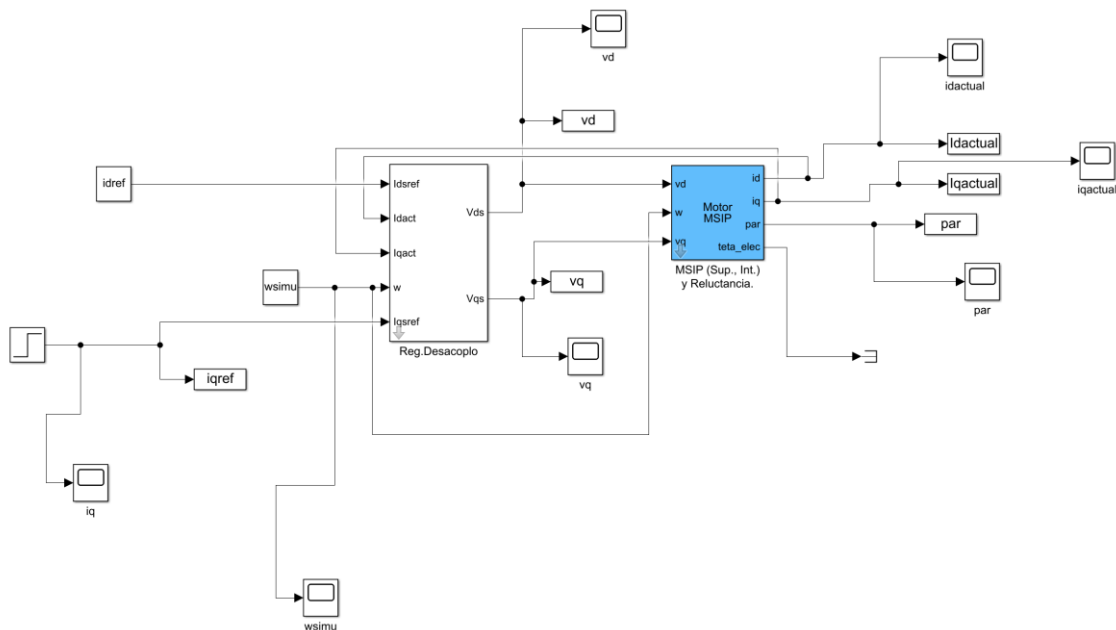 vd
idactual
vd
Idactual
idref
Idsref
Vds
vd
id
iq
Iqactual
iqactual
Idact
w
Motor
MSIP
par
par
Iqact
vq
teta_elec
MSIP (Sup., Int.)
y Reluctancia.
wsimu
w
Vqs
vq
par
Iqsref
Reg.Desacoplo
vq
iqref
iq
wsimu